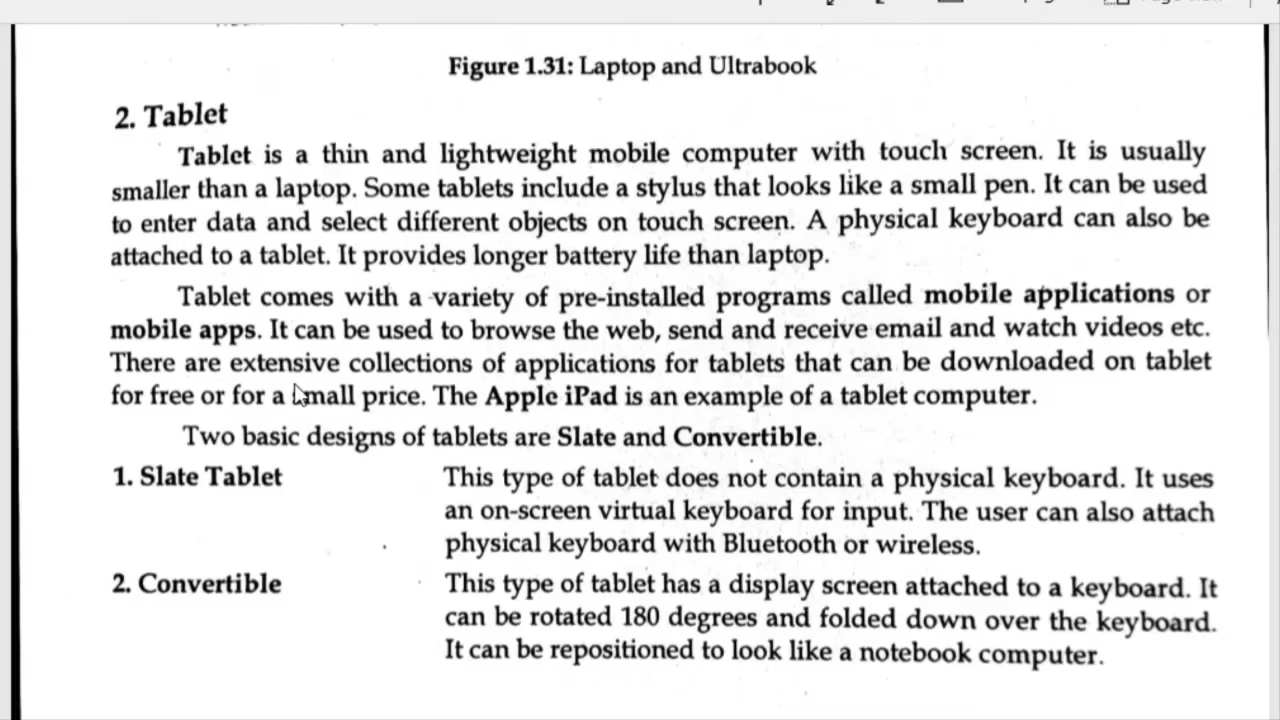 Figure 1.31: Laptop and Ultrabook
2. Tablet
Tablet is a thin and lightweight mobile computer with touch screen. It is usually
smaller than a laptop. Some tablets include a stylus that looks like a small pen. It can be used
to enter data and select different objects on touch screen. A physical keyboard can also be
attached to a tablet. It provides longer battery life than laptop.
Tablet comes with a variety of pre-installed programs called mobile applications or
mobile apps. It can be used to browse the web, send and receive email and watch videos etc.
There are extensive collections of applications for tablets that can be downloaded on tablet
for free or for a small price. The Apple iPad is an example of a tablet computer.
Two basic designs of tablets are Slate and Convertible.
1. Slate Tablet
This type of tablet does not contain a physical keyboard. It uses
an on-screen virtual keyboard for input. The user can also attach
physical keyboard with Bluetooth or wireless.
2. Convertible
This type of tablet has a display screen attached to a keyboard. It
can be rotated 180 degrees and folded down over the keyboard.
It can be repositioned to look like a notebook computer.